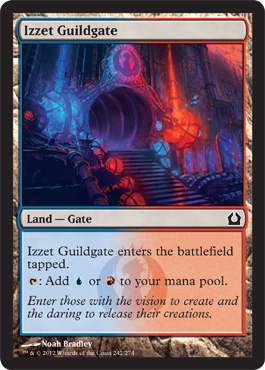 Izzet Guildgate
Land — Gate
Izzet Guildgate enters the battlefield
tapped.
: Add or to your mana pool.
Enter those with the vision to create and
the daring to release their creations.
Noah Bradley
™ & © 2012 Wizards of the Coast 242/274